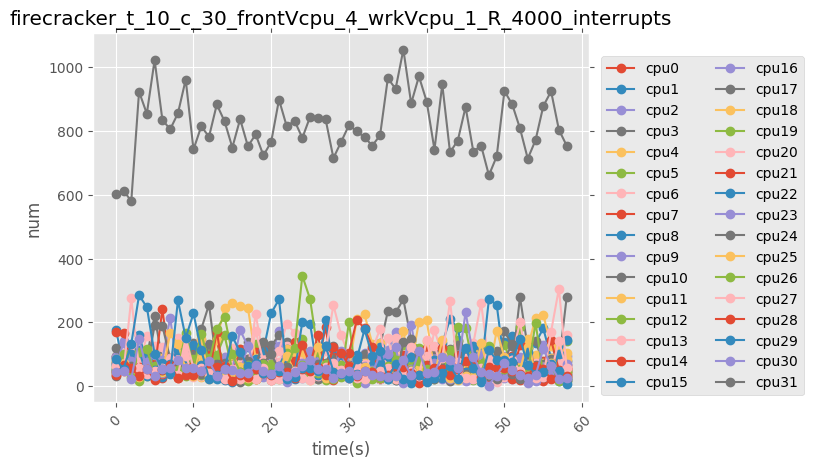 firecracker_t_10_c_30_frontVcpu_4_wrkVcpu_1_R_4000_interrupts
num
1000
800
600
400
200
0
0
10
20
30
40
50
60
time(s)
cpu0
cpu1
cpu2
cpu3
cpu4
cpu5
cpu6
cpu7
cpu8
cpu9
cpu10
cpu11
cpu12
cpu13
cpu14
cpu15
cpu16
cpu17
cpu18
cpu19
cpu20
cpu21
cpu22
cpu23
cpu24
cpu25
cpu26
cpu27
cpu28
cpu29
cpu30
cpu31